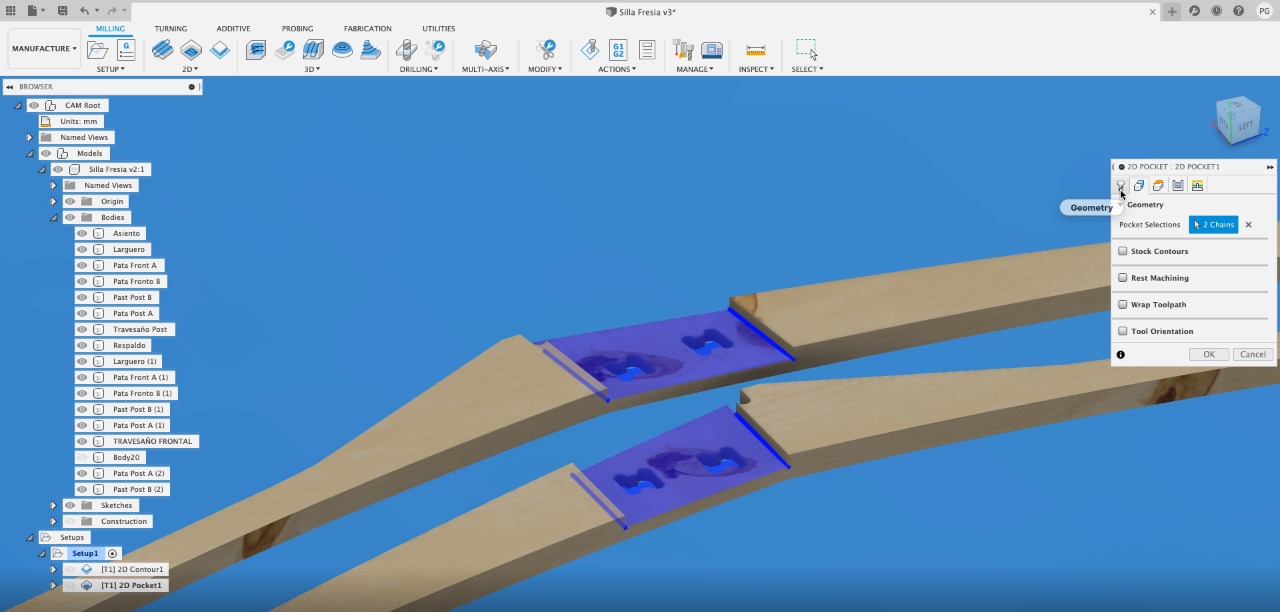 Silla Fresia v3*
PG
MANUFACTURE
MILLING
TURNING
ADDITIVE
PROBING
FABRICATION
UTILITIES
G1
G2
SETUP
2D
3D
DRILLING
MULTI-AXIS
MODIFY
ACTIONS
MANAGE
INSPECT
SELECT
BROWSER
CAM Root
Units: mm
Named Views
Models
Silla Fresia v2:1
Named Views
Origin
Bodies
Asiento
Larguero
Pata Front A
Pata Fronto B
Past Post B
Pata Post A
Travesaño Post
Respaldo
Larguero (1)
Pata Front A (1)
Pata Fronto B (1)
Past Post B (1)
Pata Post A (1)
TRAVESAÑO FRONTAL
Body20
Pata Post A (2)
Past Post B (2)
Sketches
Construction
Setups
Setup1
[T1] 2D Contour1
[T1] 2D Pocket1
LEFT
Z
2D POCKET : 2D POCKET1
Geometry
Geometry
Pocket Selections
2 Chains
Stock Contours
Rest Machining
Wrap Toolpath
Tool Orientation
OK
Cancel